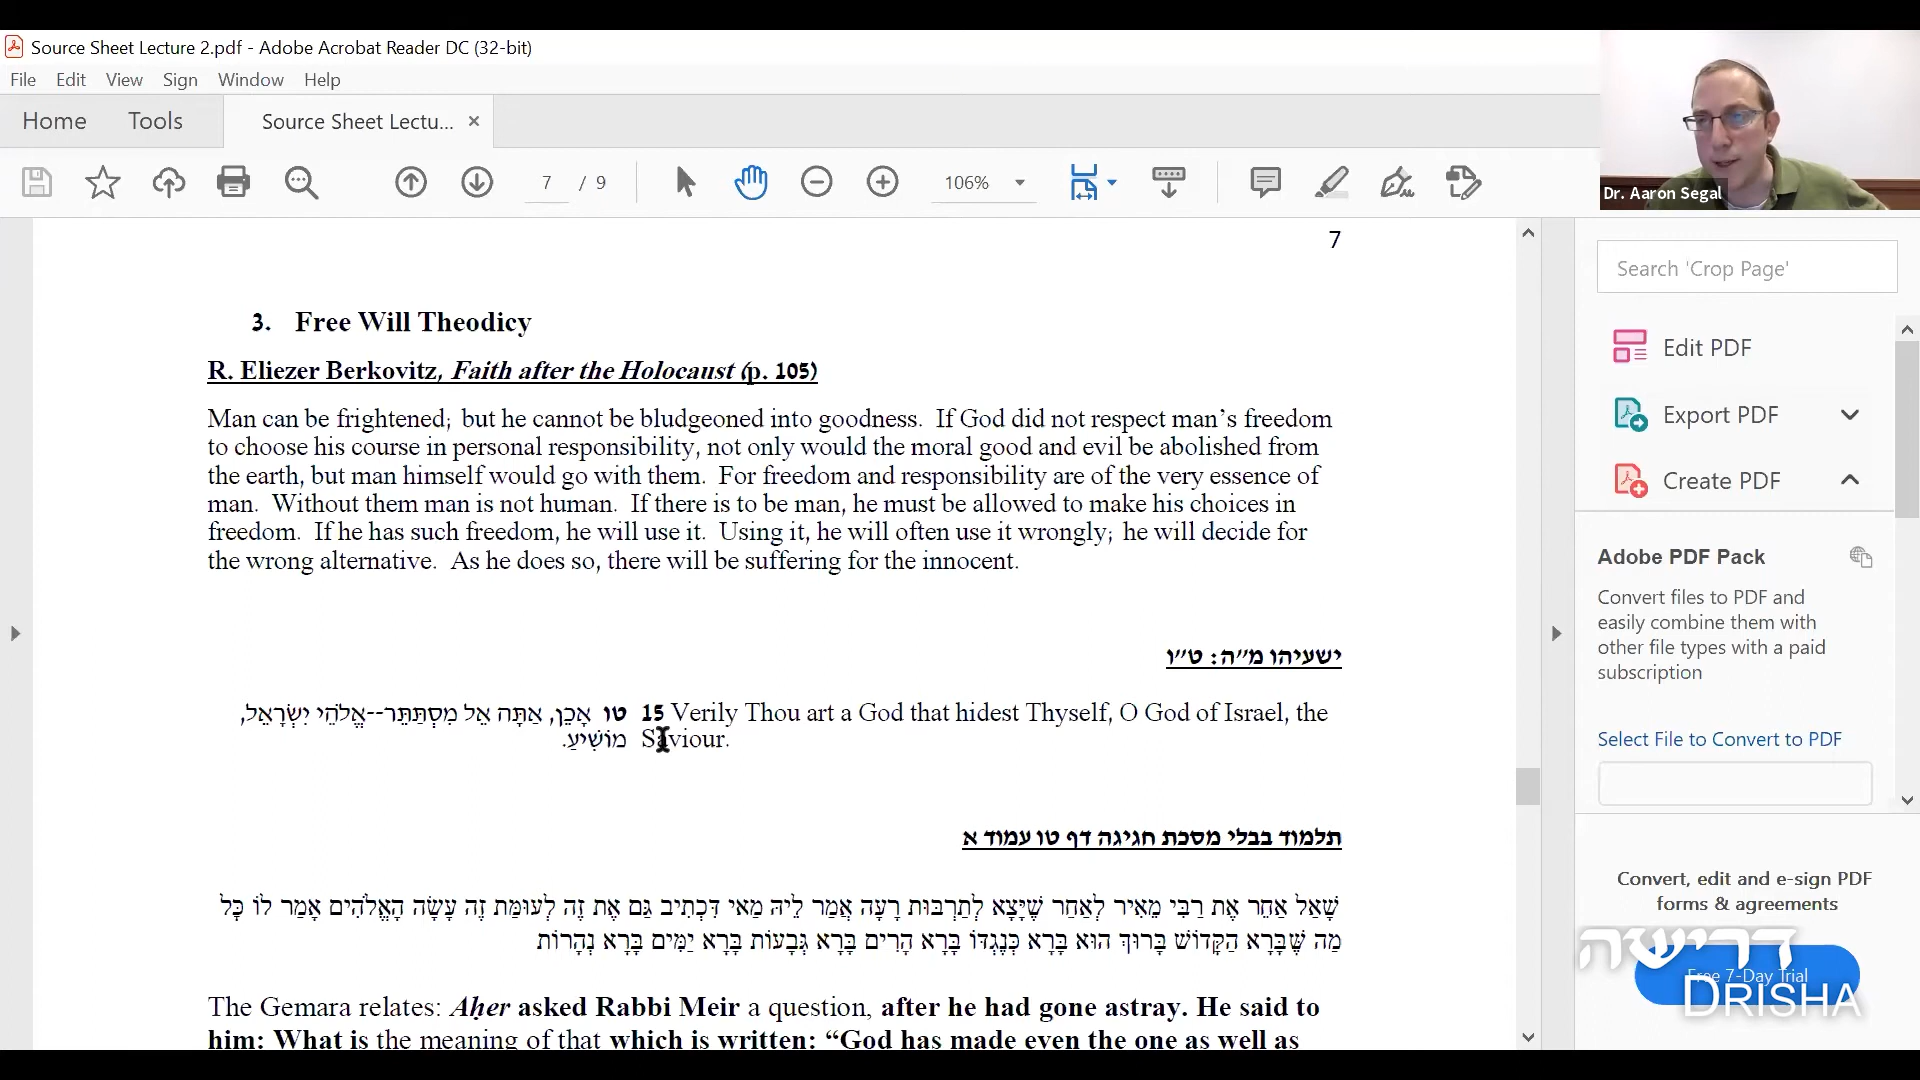 Source Sheet Lecture 2.pdf - Adobe Acrobat Reader DC (32-bit)
File Edit View Sign Window Help
Home Tools Source Sheet Lectu... ×
7 / 9 106%
Dr. Aaron Segal
7
3. Free Will Theodicy
R. Eliezer Berkovitz, Faith after the Holocaust (p. 105)
Man can be frightened; but he cannot be bludgeoned into goodness. If God did not respect man’s freedom
to choose his course in personal responsibility, not only would the moral good and evil be abolished from
the earth, but man himself would go with them. For freedom and responsibility are of the very essence of
man. Without them man is not human. If there is to be man, he must be allowed to make his choices in
freedom. If he has such freedom, he will use it. Using it, he will often use it wrongly; he will decide for
the wrong alternative. As he does so, there will be suffering for the innocent.
ישעיהו מ״ה: ט״ו
טו אָכֵן, אַתָּה אֵל מִסְתַּתֵּר--אֱלֹהֵי יִשְׂרָאֵל,
מוֹשִׁיעַ.
15 Verily Thou art a God that hidest Thyself, O God of Israel, the
Saviour.
תלמוד בבלי מסכת חגיגה דף טו עמוד א
שָׁאַל אַחֵר אֶת רַבִּי מֵאִיר לְאַחַר שֶׁיָּצָא לְתַרְבּוּת רָעָה אֲמַר לֵיהּ מַאי דִּכְתִיב גַּם אֶת זֶה לְעוּמַּת זֶה עָשָׂה הָאֱלֹהִים אָמַר לוֹ כׇּל
מַה שֶּׁבָּרָא הַקָּדוֹשׁ בָּרוּךְ הוּא בָּרָא כְּנֶגְדּוֹ בָּרָא הָרִים בָּרָא גְּבָעוֹת בָּרָא יַמִּים בָּרָא נְהָרוֹת
The Gemara relates: Aḥer asked Rabbi Meir a question, after he had gone astray. He said to
him: What is the meaning of that which is written: “God has made even the one as well as
Search 'Crop Page'
Edit PDF
Export PDF
Create PDF
Adobe PDF Pack
Convert files to PDF and
easily combine them with
other file types with a paid
subscription
Select File to Convert to PDF
Convert, edit and e-sign PDF
forms & agreements
Free 7-Day Trial
דרישה
DRISHA